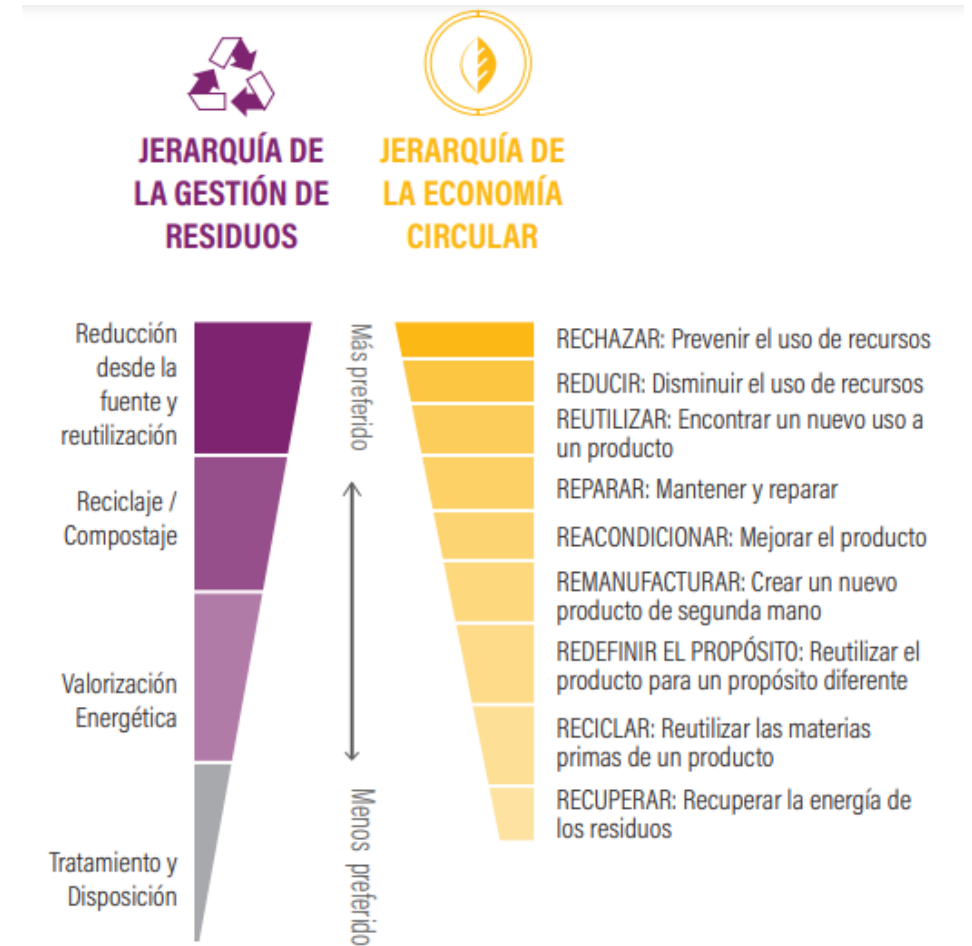 JERARQUÍA DE
LA GESTIÓN DE
RESIDUOS
JERARQUÍA DE
LA ECONOMÍA
CIRCULAR
Reducción
desde la
fuente y
reutilización
Reciclaje /
Compostaje
Valorización
Energética
Tratamiento y
Disposición
Más preferido
Menos preferido
RECHAZAR: Prevenir el uso de recursos
REDUCIR: Disminuir el uso de recursos
REUTILIZAR: Encontrar un nuevo uso a
un producto
REPARAR: Mantener y reparar
REACONDICIONAR: Mejorar el producto
REMANUFACTURAR: Crear un nuevo
producto de segunda mano
REDEFINIR EL PROPÓSITO: Reutilizar el
producto para un propósito diferente
RECICLAR: Reutilizar las materias
primas de un producto
RECUPERAR: Recuperar la energía de
los residuos